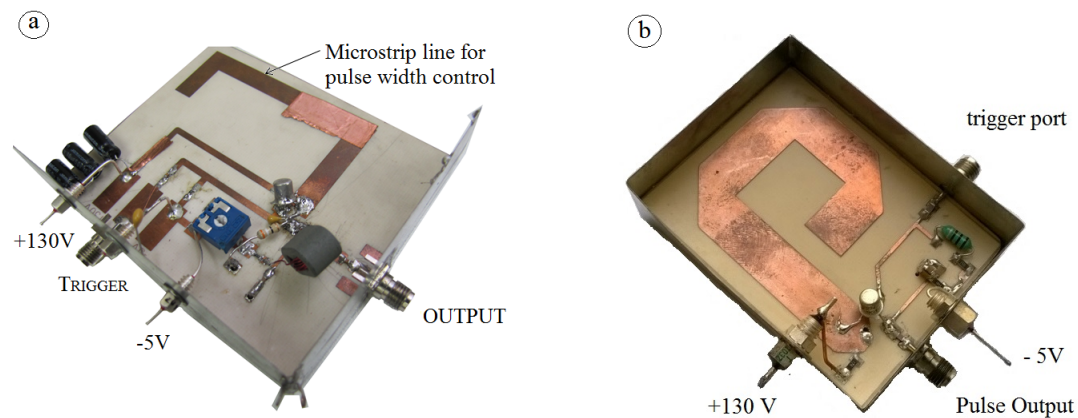 a
Microstrip line for
pulse width control
+130V
TRIGGER
-5V
OUTPUT
b
trigger port
- 5V
+130 V
Pulse Output